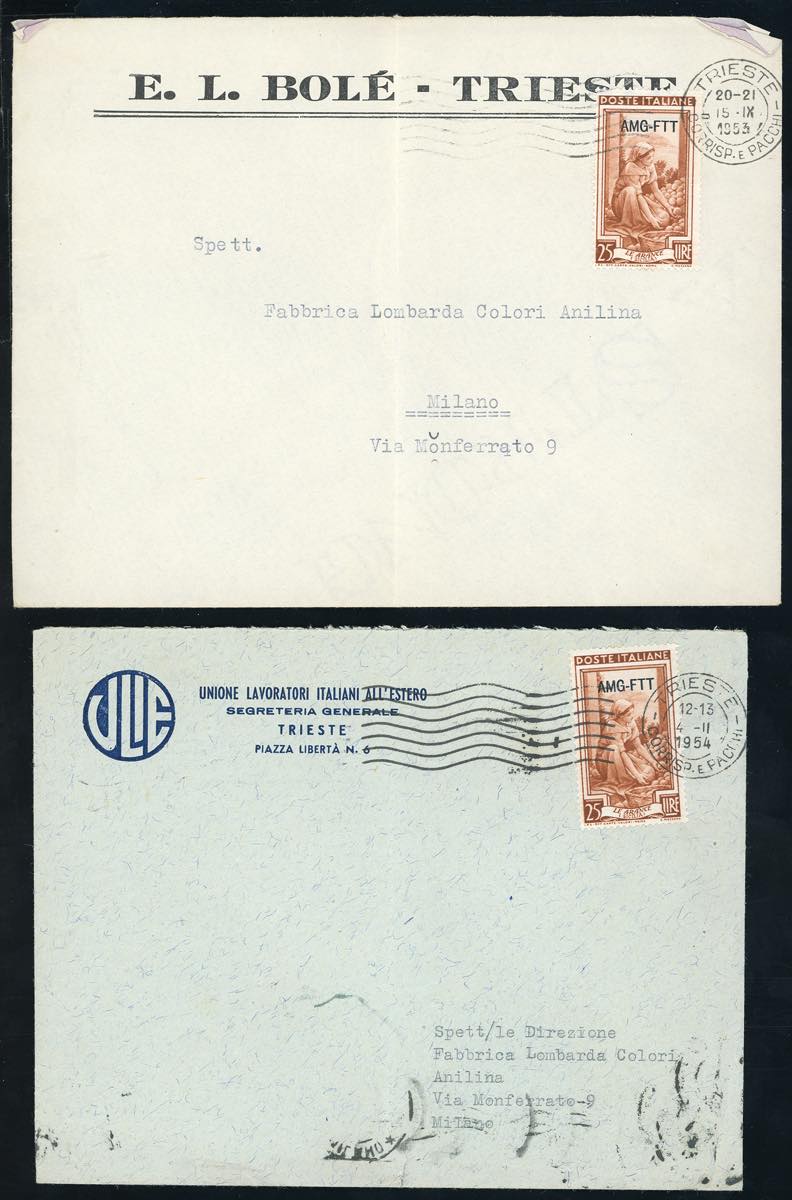 E. L. BOLÉ - TRIESTE
TRIESTE
20-21
15 · IX
1953
CORRISP. E PACCHI
POSTE ITALIANE
AMG-FTT
25 LIRE
LE ARANCE
Spett.
Fabbrica Lombarda Colori Anilina
Milano
Via Monferrato 9
ULIE
UNIONE LAVORATORI ITALIANI ALL'ESTERO
SEGRETERIA GENERALE
TRIESTE
PIAZZA LIBERTÀ N. 6
POSTE ITALIANE
AMG-FTT
25 LIRE
LE ARANCE
TRIESTE
12-13
4 -II
1954
CORRISP. E PACCHI
Spett/le Direzione
Fabbrica Lombarda Colori
Anilina
Via Monferrato-9
Milano